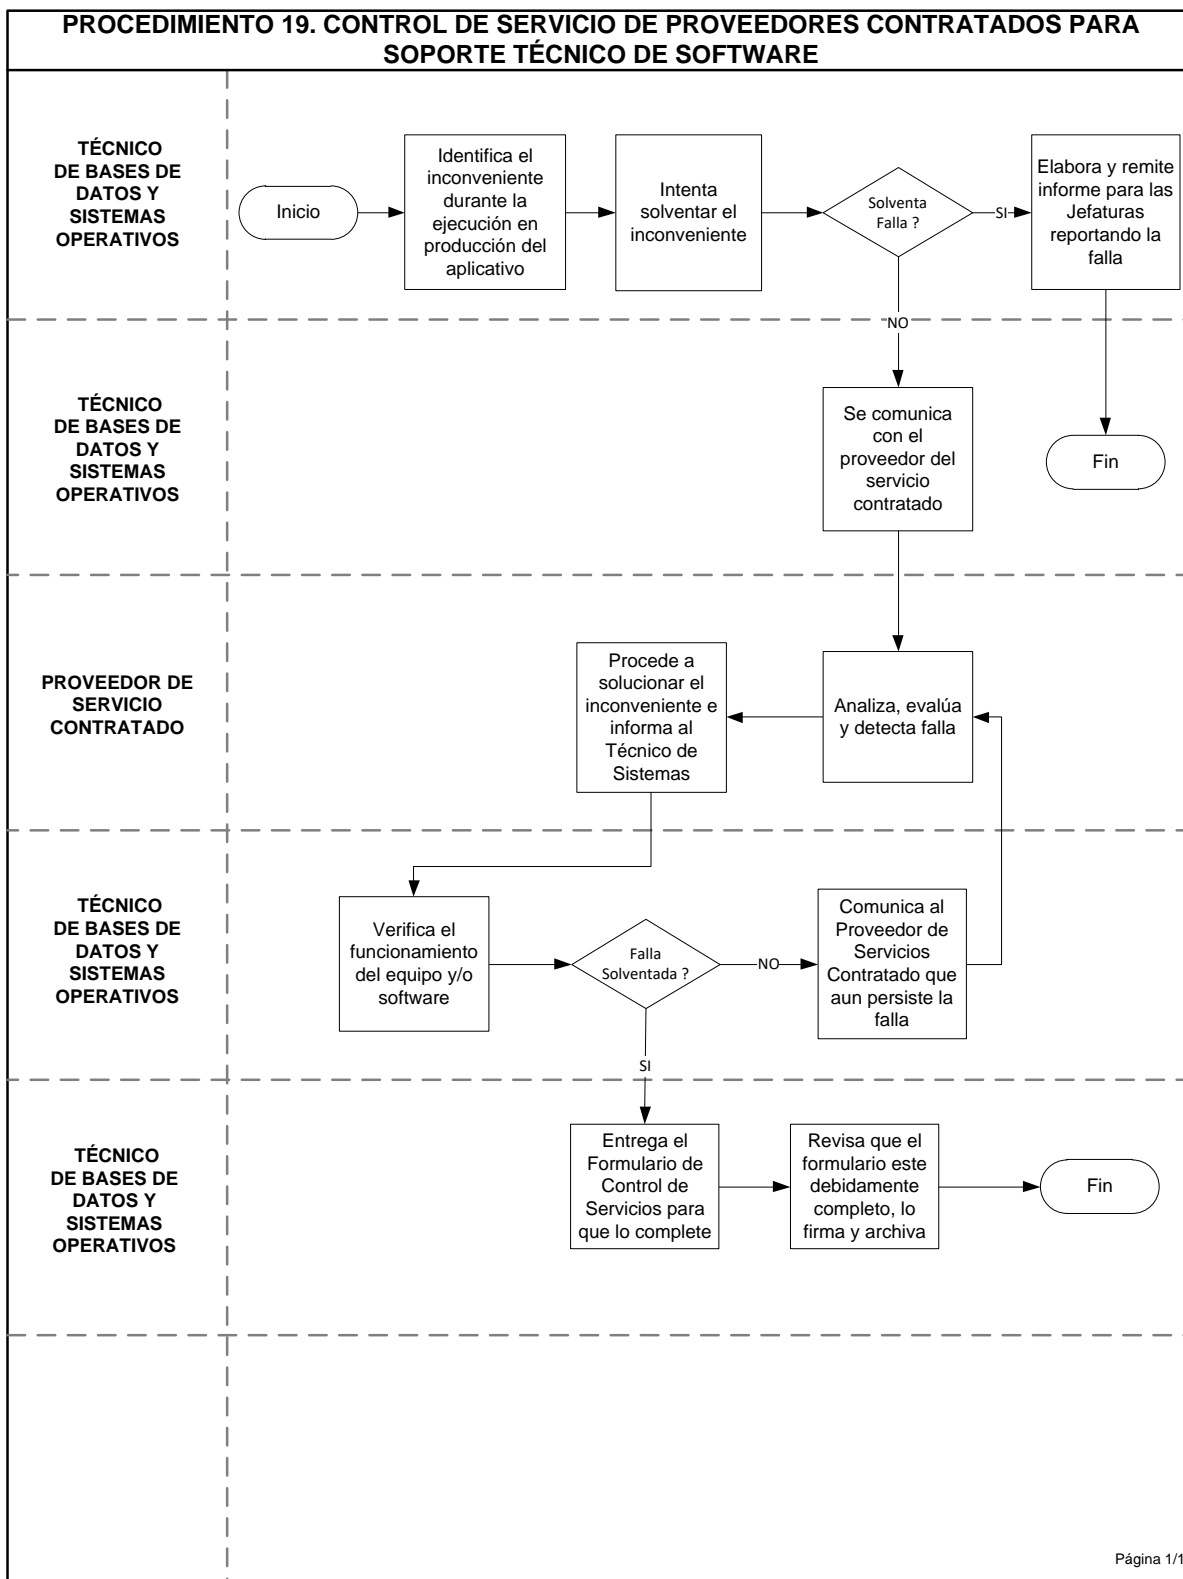 PROCEDIMIENTO 19. CONTROL DE SERVICIO DE PROVEEDORES CONTRATADOS PARA
SOPORTE TÉCNICO DE SOFTWARE
TÉCNICO
DE BASES DE
DATOS Y
SISTEMAS
OPERATIVOS
Inicio
Identifica el
inconveniente
durante la
ejecución en
producción del
aplicativo
Intenta
solventar el
inconveniente
Solventa
Falla ?
SI
Elabora y remite
informe para las
Jefaturas
reportando la
falla
NO
TÉCNICO
DE BASES DE
DATOS Y
SISTEMAS
OPERATIVOS
Se comunica
con el
proveedor del
servicio
contratado
Fin
PROVEEDOR DE
SERVICIO
CONTRATADO
Procede a
solucionar el
inconveniente e
informa al
Técnico de
Sistemas
Analiza, evalúa
y detecta falla
TÉCNICO
DE BASES DE
DATOS Y
SISTEMAS
OPERATIVOS
Verifica el
funcionamiento
del equipo y/o
software
Falla
Solventada ?
NO
Comunica al
Proveedor de
Servicios
Contratado que
aun persiste la
falla
SI
TÉCNICO
DE BASES DE
DATOS Y
SISTEMAS
OPERATIVOS
Entrega el
Formulario de
Control de
Servicios para
que lo complete
Revisa que el
formulario este
debidamente
completo, lo
firma y archiva
Fin
Página 1/1